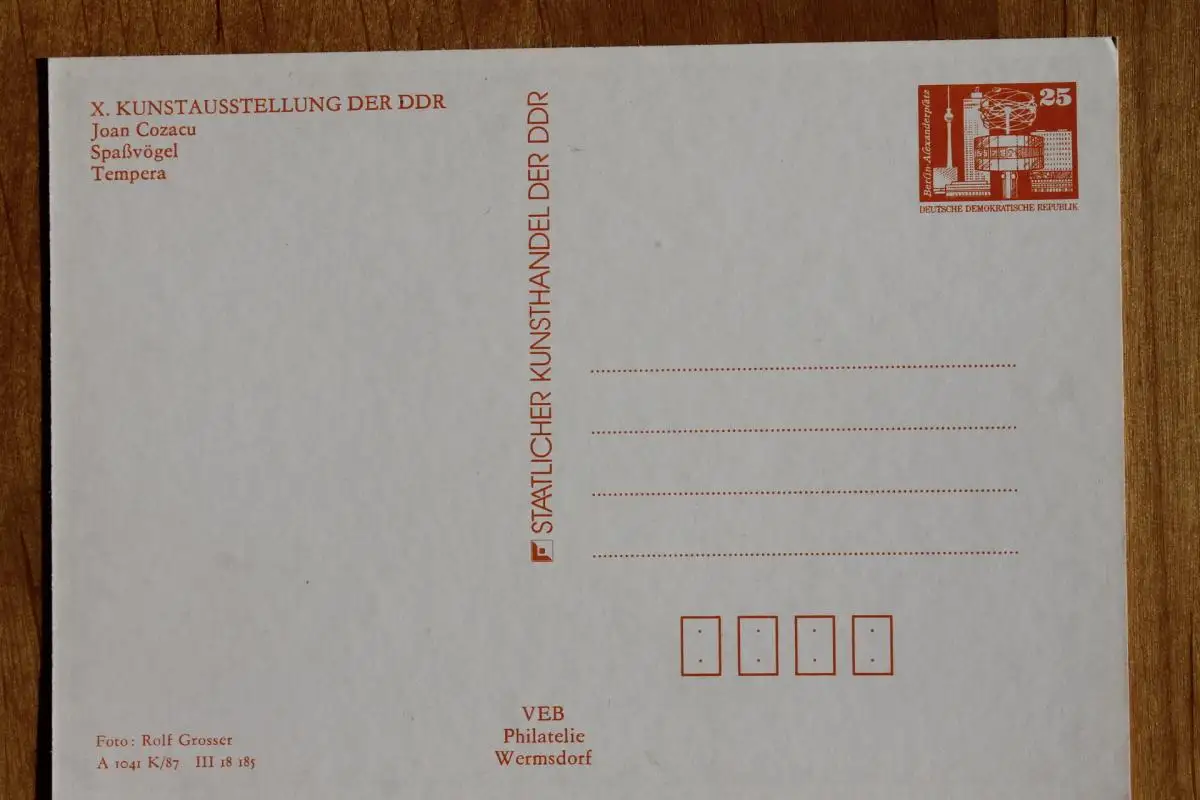 X. KUNSTAUSSTELLUNG DER DDR
Joan Cozacu
Spaßvögel
Tempera
STAATLICHER KUNSTHANDEL DER DDR
Berlin-Alexanderplatz
25
DEUTSCHE DEMOKRATISCHE REPUBLIK
Foto: Rolf Grosser
A 1041 K/87 III 18 185
VEB
Philatelie
Wermsdorf